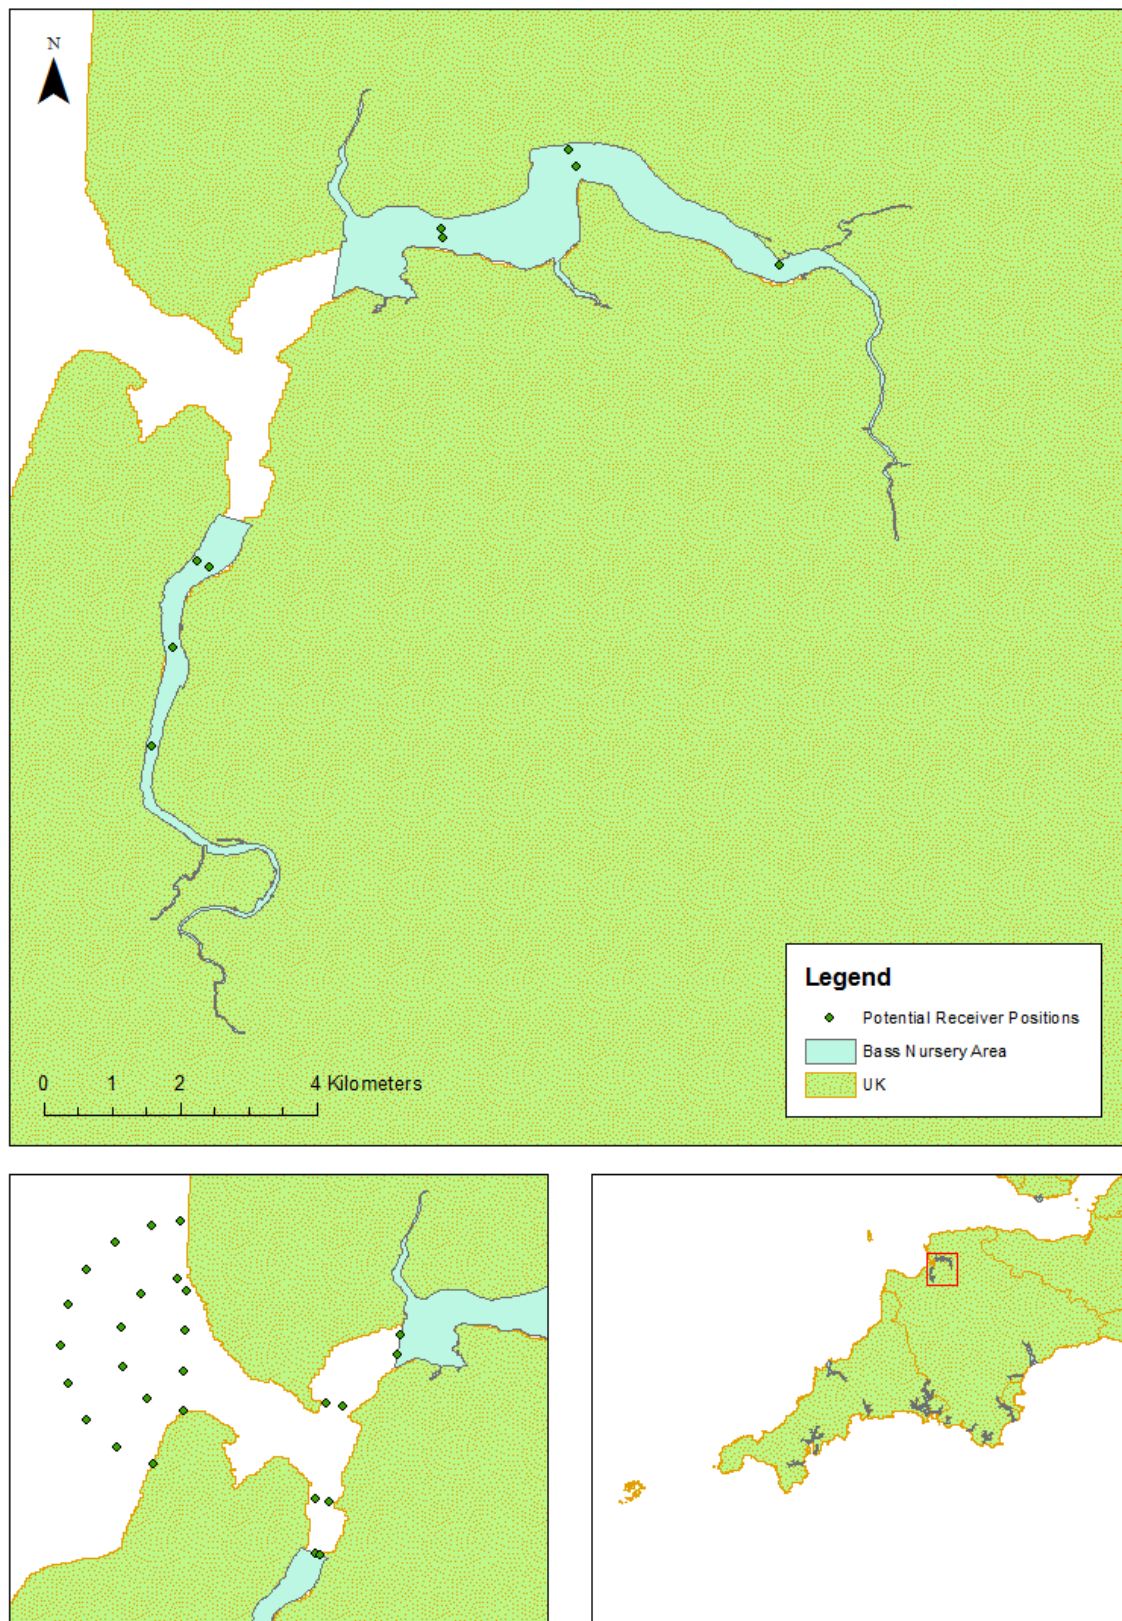 N
Legend
Potential Receiver Positions
Bass Nursery Area
UK
0 1 2 4 Kilometers